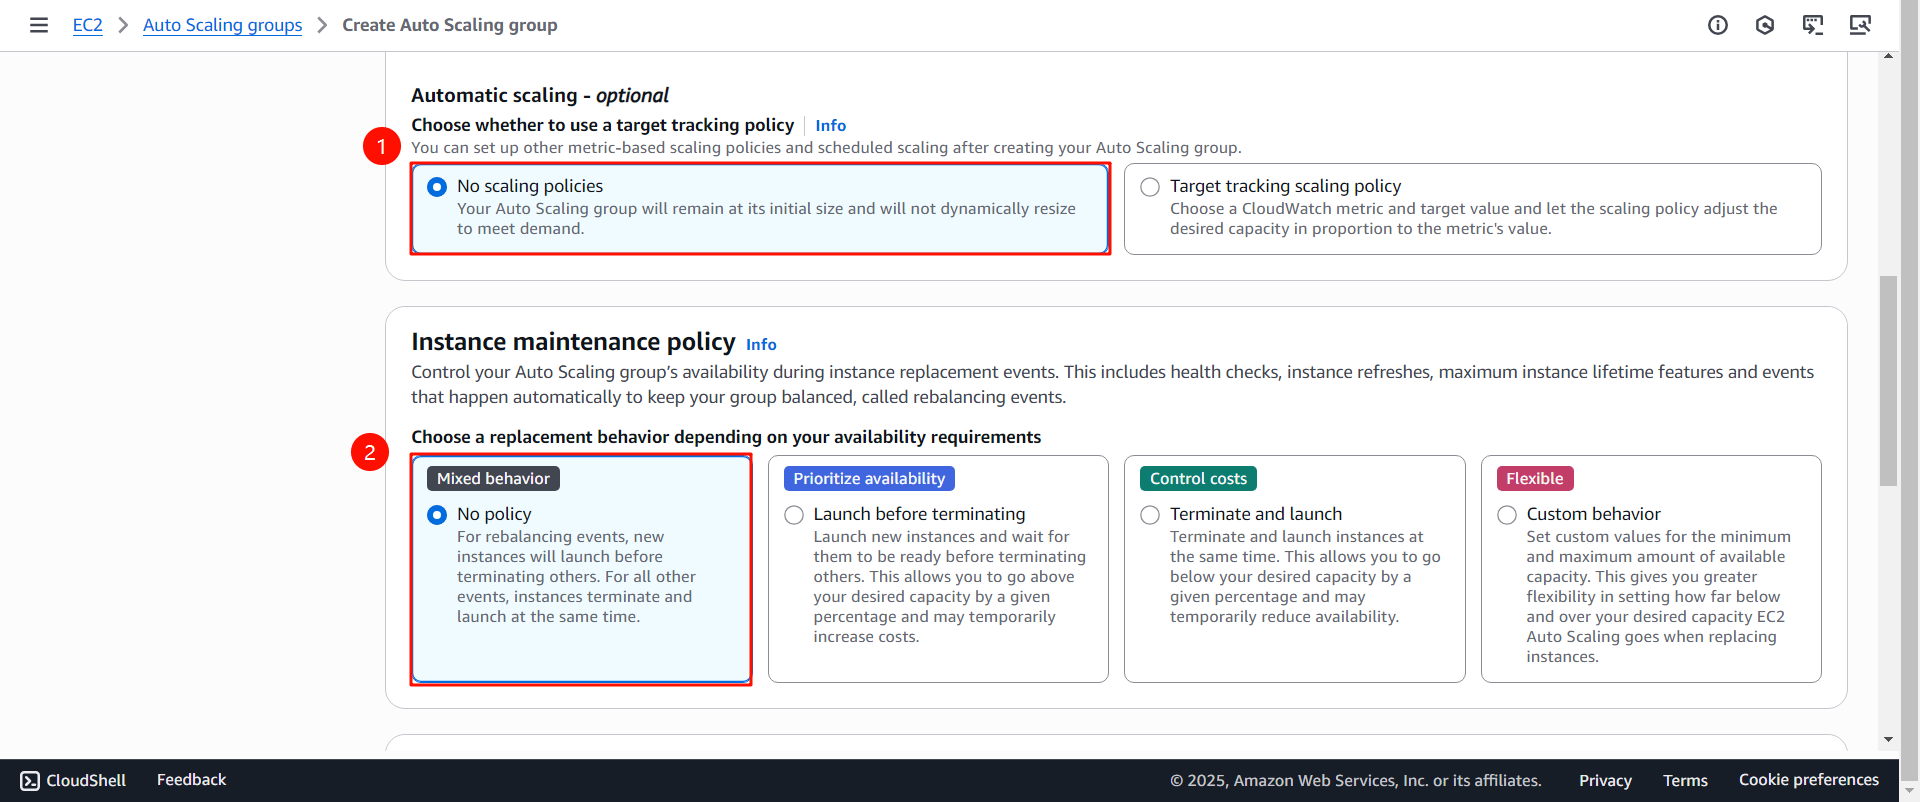 EC2 > Auto Scaling groups > Create Auto Scaling group
Automatic scaling - optional
Choose whether to use a target tracking policy | Info
1
You can set up other metric-based scaling policies and scheduled scaling after creating your Auto Scaling group.
No scaling policies
Your Auto Scaling group will remain at its initial size and will not dynamically resize
to meet demand.
Target tracking scaling policy
Choose a CloudWatch metric and target value and let the scaling policy adjust the
desired capacity in proportion to the metric's value.
Instance maintenance policy Info
Control your Auto Scaling group’s availability during instance replacement events. This includes health checks, instance refreshes, maximum instance lifetime features and events
that happen automatically to keep your group balanced, called rebalancing events.
Choose a replacement behavior depending on your availability requirements
2
Mixed behavior
No policy
For rebalancing events, new
instances will launch before
terminating others. For all other
events, instances terminate and
launch at the same time.
Prioritize availability
Launch before terminating
Launch new instances and wait for
them to be ready before terminating
others. This allows you to go above
your desired capacity by a given
percentage and may temporarily
increase costs.
Control costs
Terminate and launch
Terminate and launch instances at
the same time. This allows you to go
below your desired capacity by a
given percentage and may
temporarily reduce availability.
Flexible
Custom behavior
Set custom values for the minimum
and maximum amount of available
capacity. This gives you greater
flexibility in setting how far below
and over your desired capacity EC2
Auto Scaling goes when replacing
instances.
CloudShell Feedback © 2025, Amazon Web Services, Inc. or its affiliates. Privacy Terms Cookie preferences